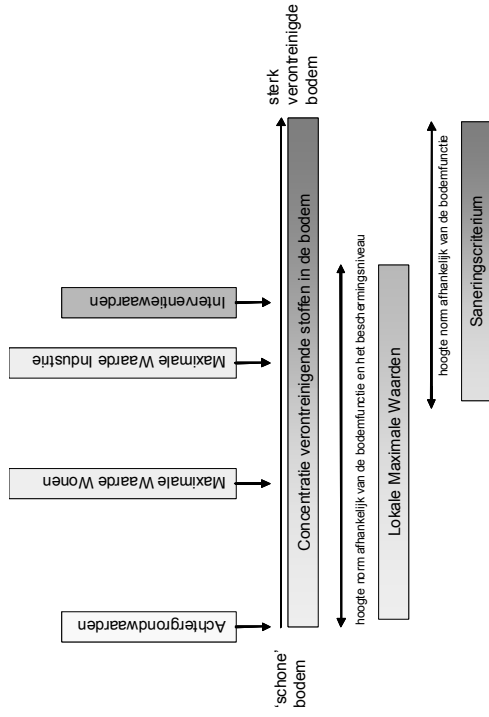 Achtergrondwaarden
Maximale Waarde Wonen
Maximale Waarde Industrie
Interventiewaarden
'schone'
bodem
sterk
verontreinigde
bodem
Concentratie verontreinigende stoffen in de bodem
hoogte norm afhankelijk van de bodemfunctie en het beschermingsniveau
Lokale Maximale Waarden
hoogte norm afhankelijk van de bodemfunctie
Saneringscriterium